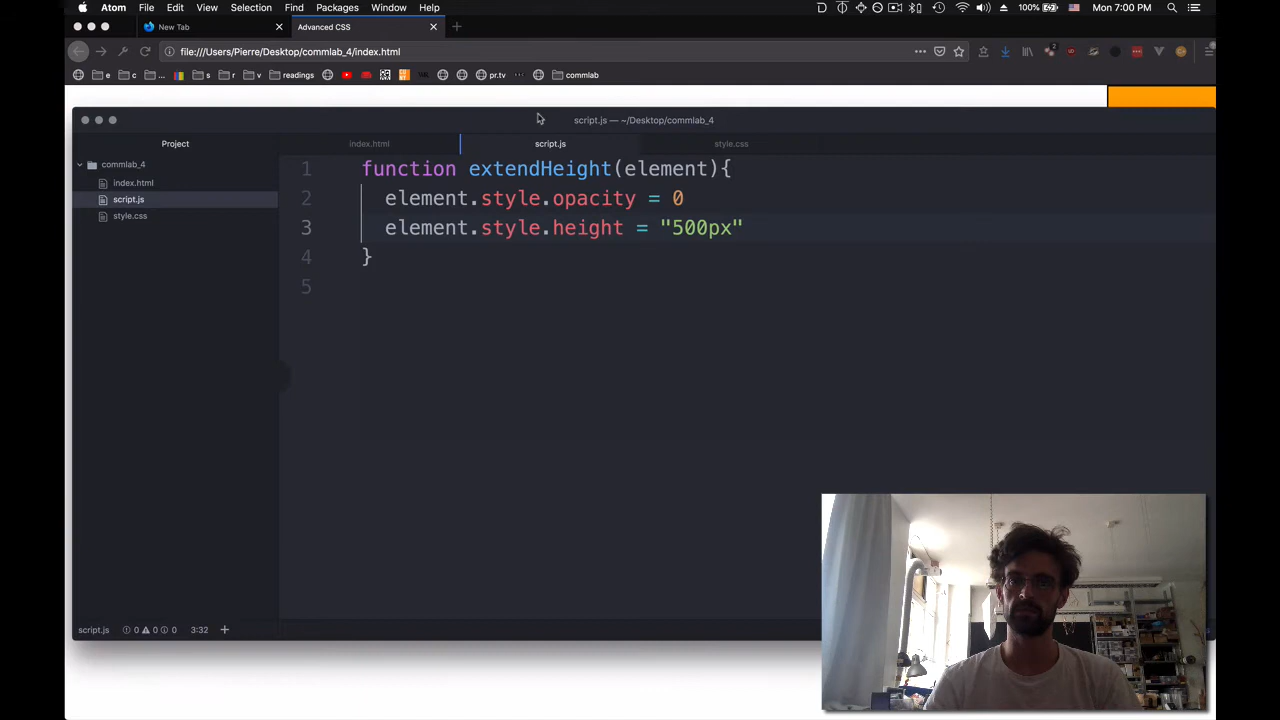 Atom File Edit View Selection Find Packages Window Help 100% Mon 7:00 PM
New Tab Advanced CSS
file:///Users/Pierre/Desktop/commlab_4/index.html
e c ... s r v readings pr.tv commlab
script.js — ~/Desktop/commlab_4
Project index.html script.js style.css
commlab_4
index.html
script.js
style.css
1 function extendHeight(element){
2 element.style.opacity = 0
3 element.style.height = "500px"
4 }
5
script.js 0 0 0 3:32